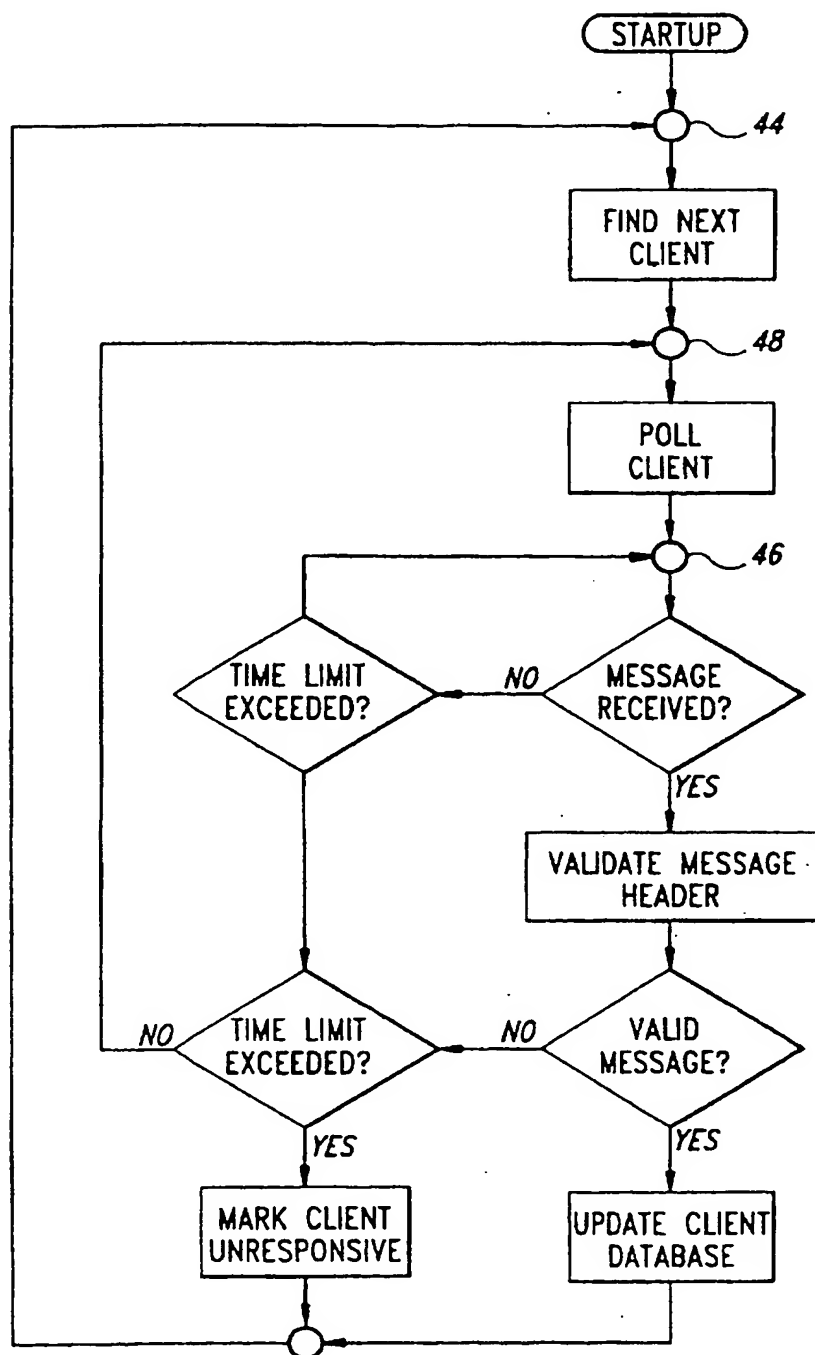 STARTUP
44
FIND NEXT
CLIENT
48
POLL
CLIENT
46
TIME LIMIT
EXCEEDED?
NO
MESSAGE
RECEIVED?
YES
VALIDATE MESSAGE
HEADER
NO
TIME LIMIT
EXCEEDED?
NO
VALID
MESSAGE?
YES
YES
MARK CLIENT
UNRESPONSIVE
UPDATE CLIENT
DATABASE